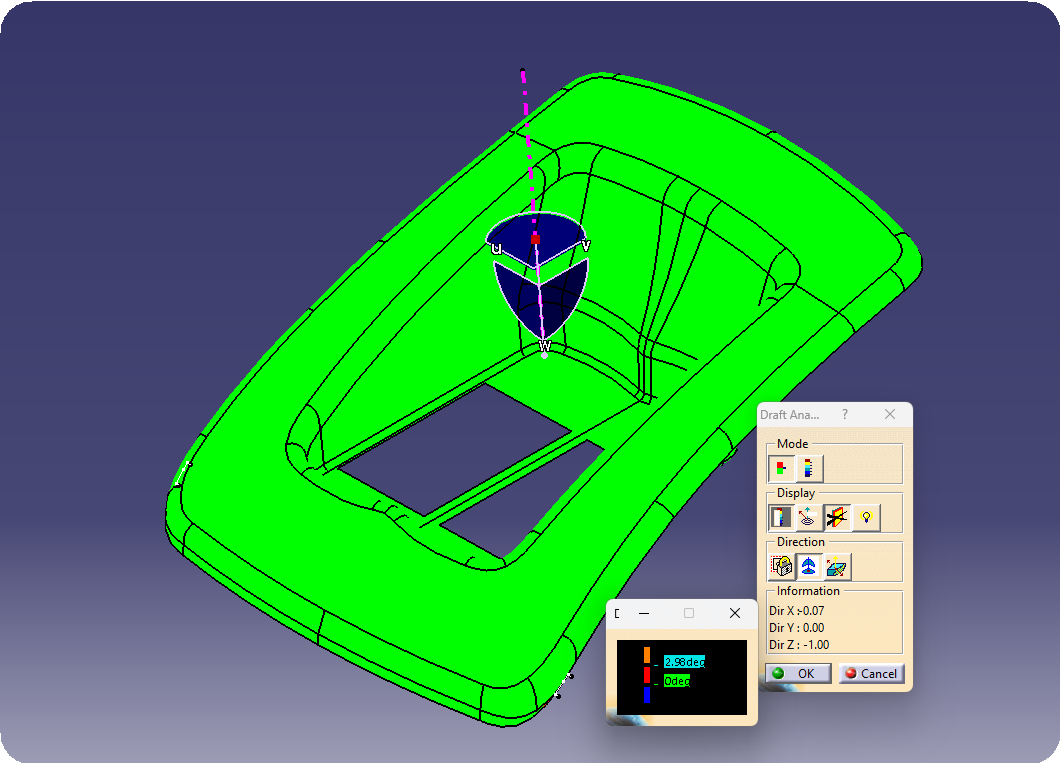 u
v
w
Draft Ana... ?
Mode
Display
Direction
Information
Dir X :-0.07
Dir Y : 0.00
Dir Z : -1.00
OK Cancel
2.98deg
0deg